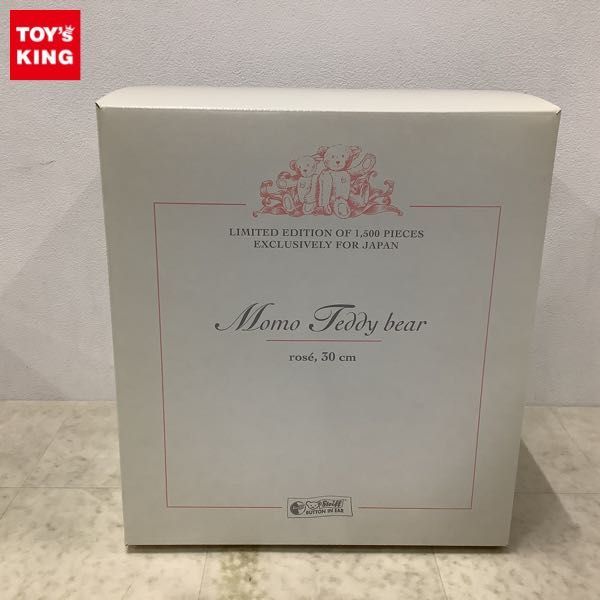 TOY's
KING
LIMITED EDITION OF 1,500 PIECES
EXCLUSIVELY FOR JAPAN
Momo Teddy bear
rosé, 30 cm
Steiff
BUTTON IN EAR